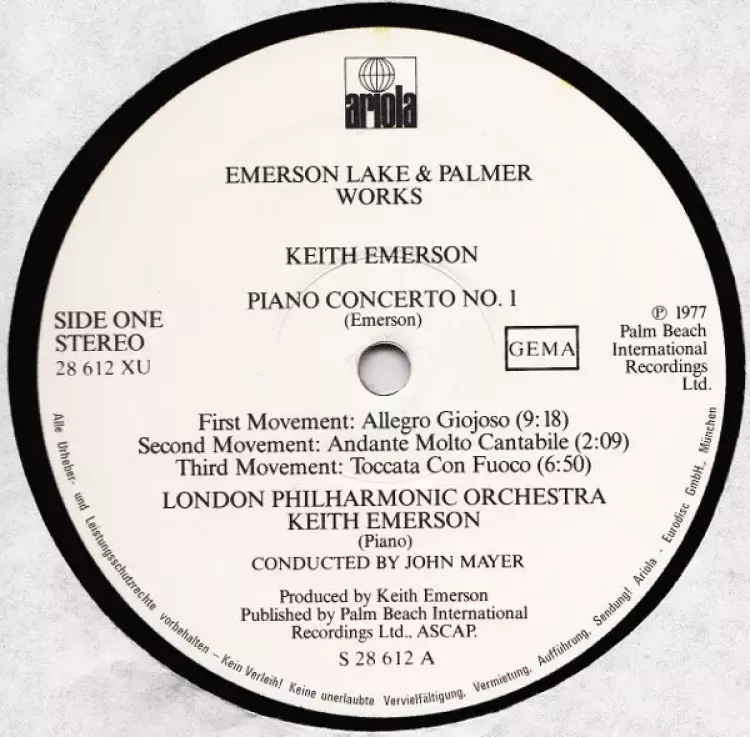 ariola
EMERSON LAKE & PALMER
WORKS
KEITH EMERSON
PIANO CONCERTO NO. 1
(Emerson)
SIDE ONE
STEREO
28 612 XU
GEMA
℗ 1977
Palm Beach
International
Recordings
Ltd.
First Movement: Allegro Giojoso (9:18)
Second Movement: Andante Molto Cantabile (2:09)
Third Movement: Toccata Con Fuoco (6:50)
LONDON PHILHARMONIC ORCHESTRA
KEITH EMERSON
(Piano)
CONDUCTED BY JOHN MAYER
Produced by Keith Emerson
Published by Palm Beach International
Recordings Ltd., ASCAP.
S 28 612 A
Alle Urheber- und Leistungsschutzrechte vorbehalten – Kein Verleih! Keine unerlaubte Vervielfältigung, Vermietung, Aufführung, Sendung! Ariola - Eurodisc GmbH., München